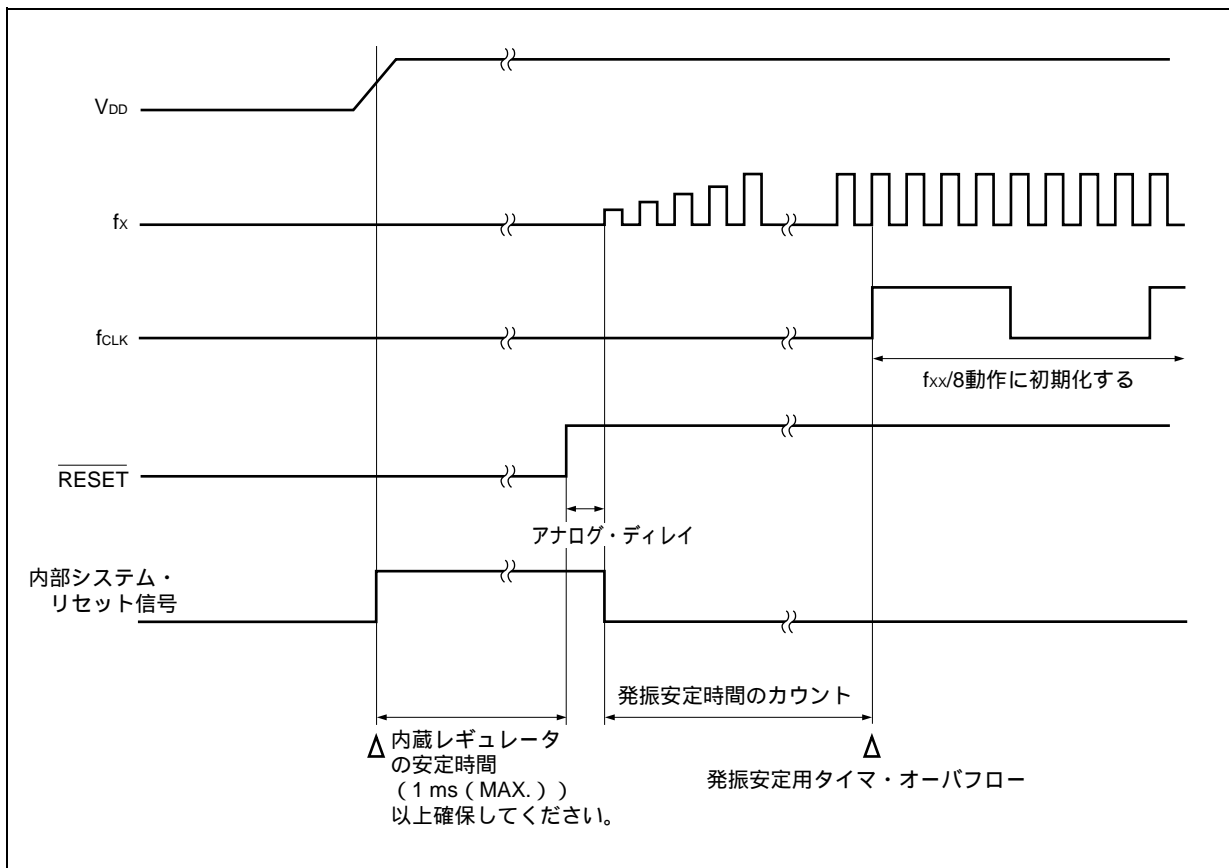 VDD
fX
fCLK
fXX/8動作に初期化する
RESET
アナログ・ディレイ
内部システム・
リセット信号
発振安定時間のカウント
内蔵レギュレータ
の安定時間
（1 ms（MAX.））
以上確保してください。
発振安定用タイマ・オーバフロー